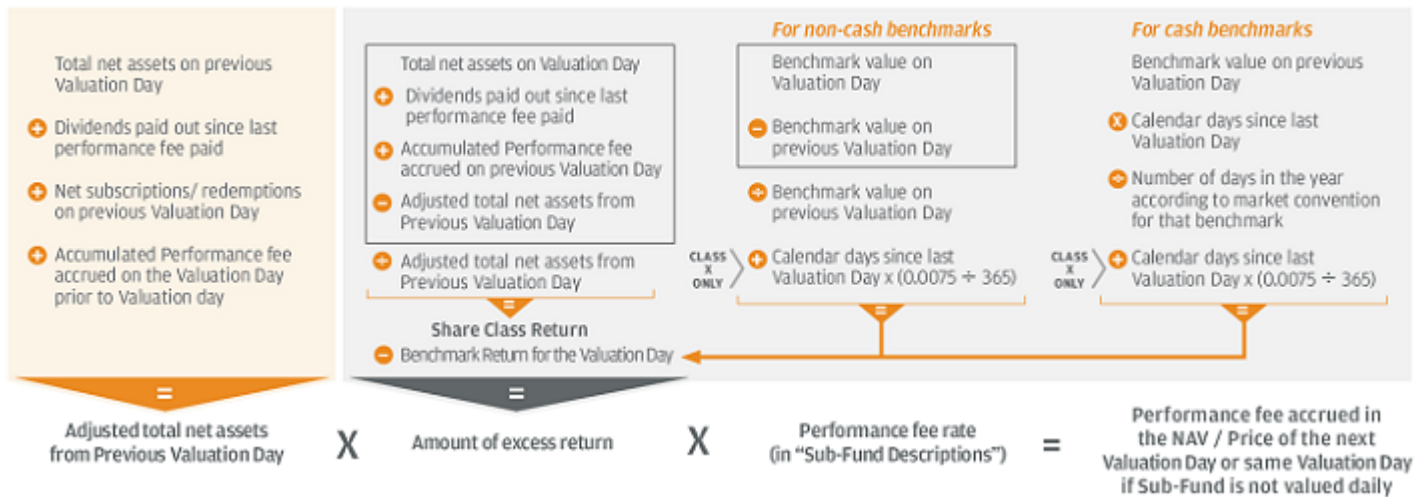 Total net assets on previous
Valuation Day
+ Dividends paid out since last
performance fee paid
+ Net subscriptions/ redemptions
on previous Valuation Day
+ Accumulated Performance fee
accrued on the Valuation Day
prior to Valuation day
=
Adjusted total net assets
from Previous Valuation Day
X
Total net assets on Valuation Day
+ Dividends paid out since last
performance fee paid
+ Accumulated Performance fee
accrued on previous Valuation Day
− Adjusted total net assets from
Previous Valuation Day
÷ Adjusted total net assets from
Previous Valuation Day
=
Share Class Return
− Benchmark Return for the Valuation Day
=
Amount of excess return
For non-cash benchmarks
Benchmark value on
Valuation Day
− Benchmark value on
previous Valuation Day
÷ Benchmark value on
previous Valuation Day
CLASS
X
ONLY
+ Calendar days since last
Valuation Day x (0.0075 ÷ 365)
=
For cash benchmarks
Benchmark value on previous
Valuation Day
X Calendar days since last
Valuation Day
÷ Number of days in the year
according to market convention
for that benchmark
CLASS
X
ONLY
+ Calendar days since last
Valuation Day x (0.0075 ÷ 365)
=
X
Performance fee rate
(in “Sub-Fund Descriptions”)
=
Performance fee accrued in
the NAV / Price of the next
Valuation Day or same Valuation Day
if Sub-Fund is not valued daily